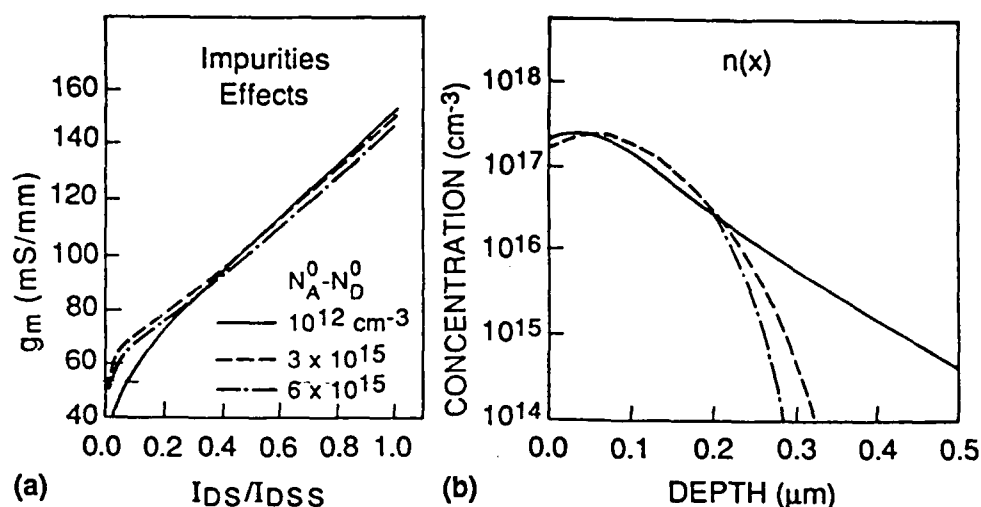 Impurities
Effects
gm (mS/mm)
160
140
120
100
80
60
40
N_A^0-N_D^0
10^12 cm^-3
3 x 10^15
6 x 10^15
0.0 0.2 0.4 0.6 0.8 1.0
(a) I_DS/I_DSS
n(x)
CONCENTRATION (cm^-3)
10^18
10^17
10^16
10^15
10^14
0.0 0.1 0.2 0.3 0.4 0.5
(b) DEPTH (μm)